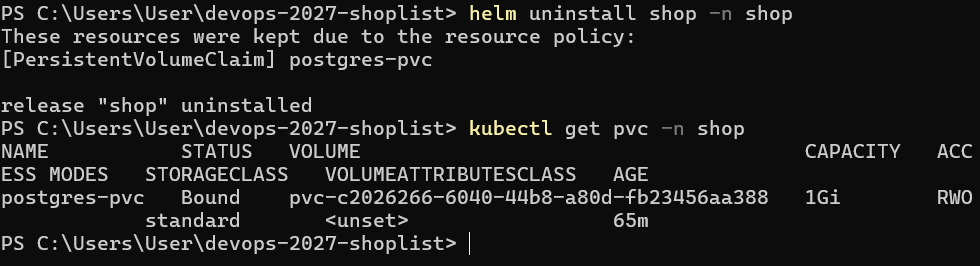 PS C:\Users\User\devops-2027-shoplist> helm uninstall shop -n shop
These resources were kept due to the resource policy:
[PersistentVolumeClaim] postgres-pvc
release "shop" uninstalled
PS C:\Users\User\devops-2027-shoplist> kubectl get pvc -n shop
NAME           STATUS   VOLUME                                     CAPACITY   ACC
ESS MODES   STORAGECLASS   VOLUMEATTRIBUTESCLASS   AGE
postgres-pvc   Bound    pvc-c2026266-6040-44b8-a80d-fb23456aa388   1Gi        RWO
            standard       <unset>                 65m
PS C:\Users\User\devops-2027-shoplist>